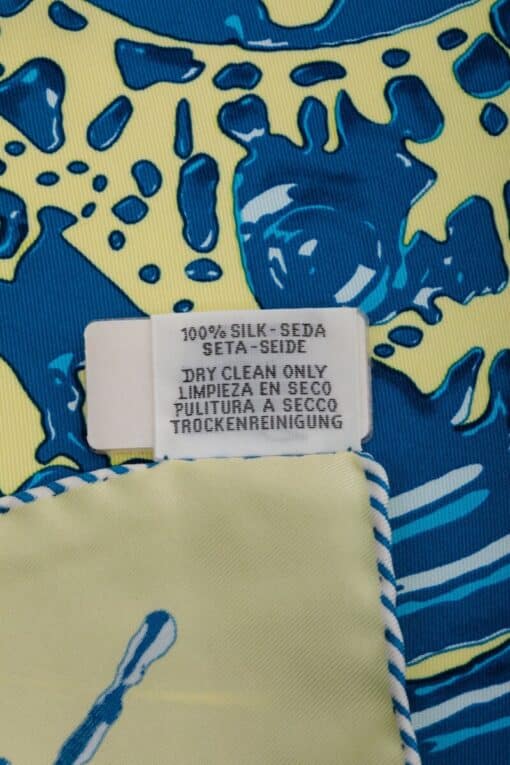 100% SILK-SEDA
SETA-SEIDE
DRY CLEAN ONLY
LIMPIEZA EN SECO
PULITURA A SECCO
TROCKENREINIGUNG